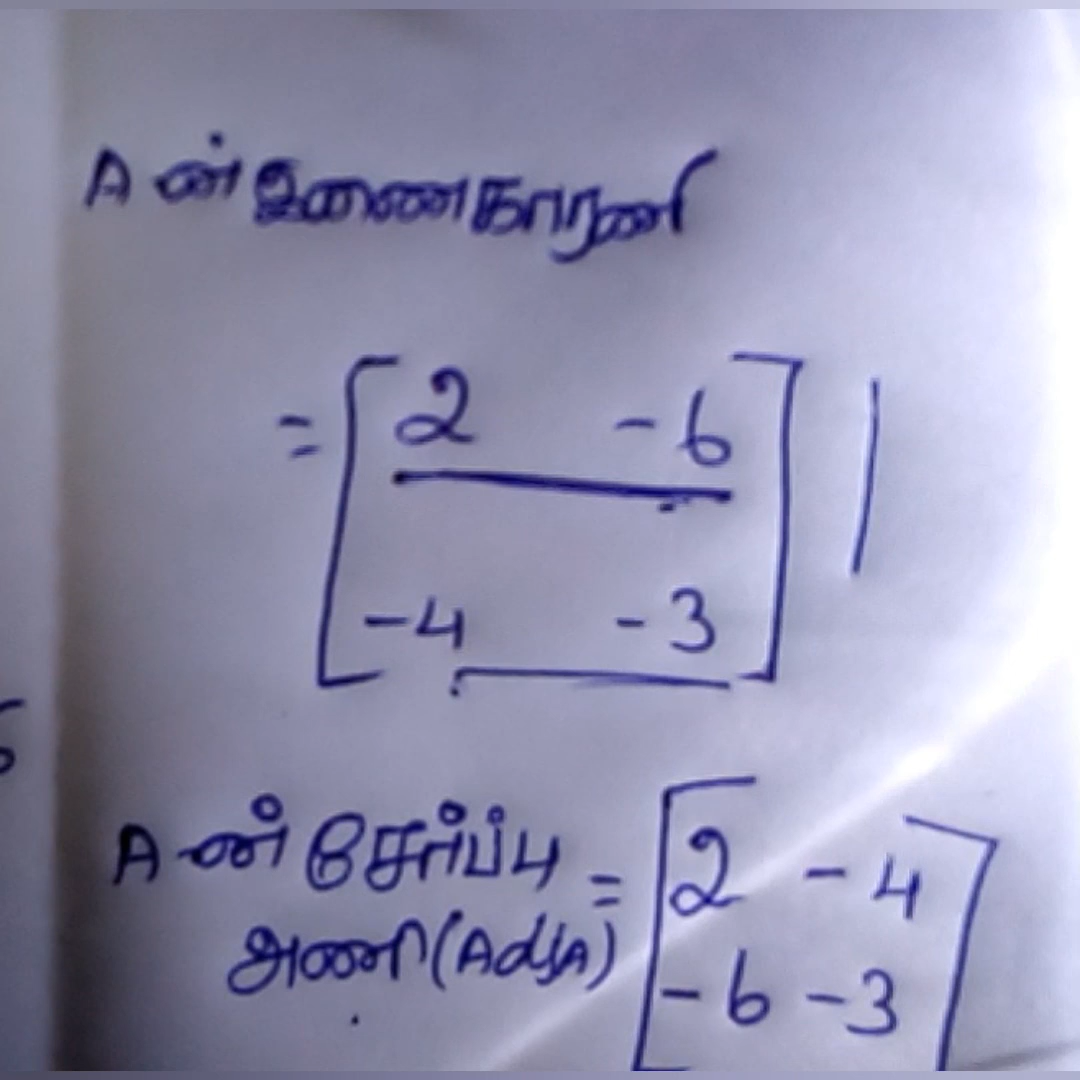 A ன் இணைகாரணி
= [ 2 -6 ]
[ -4 -3 ]
A ன் சேர்ப்பு = [ 2 -4 ]
அணி (AdjA) [ -6 -3 ]